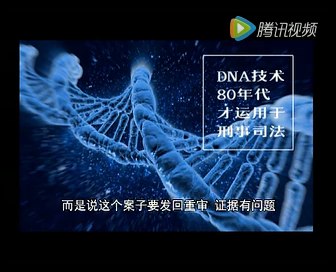 腾讯视频
DNA技术
80年代
才运用于
刑事司法
而是说这个案子要发回重审 证据有问题